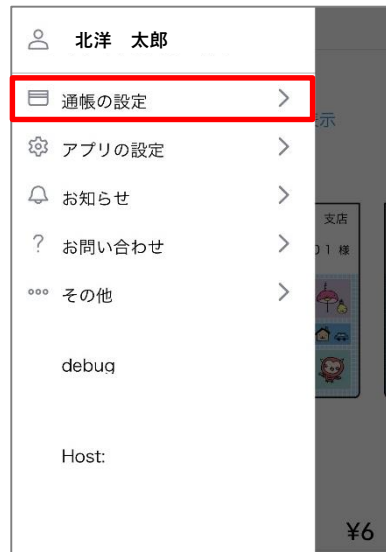 北洋　太郎
通帳の設定
示
アプリの設定
お知らせ
支店
お問い合わせ
01 様
その他
debug
Host:
¥6